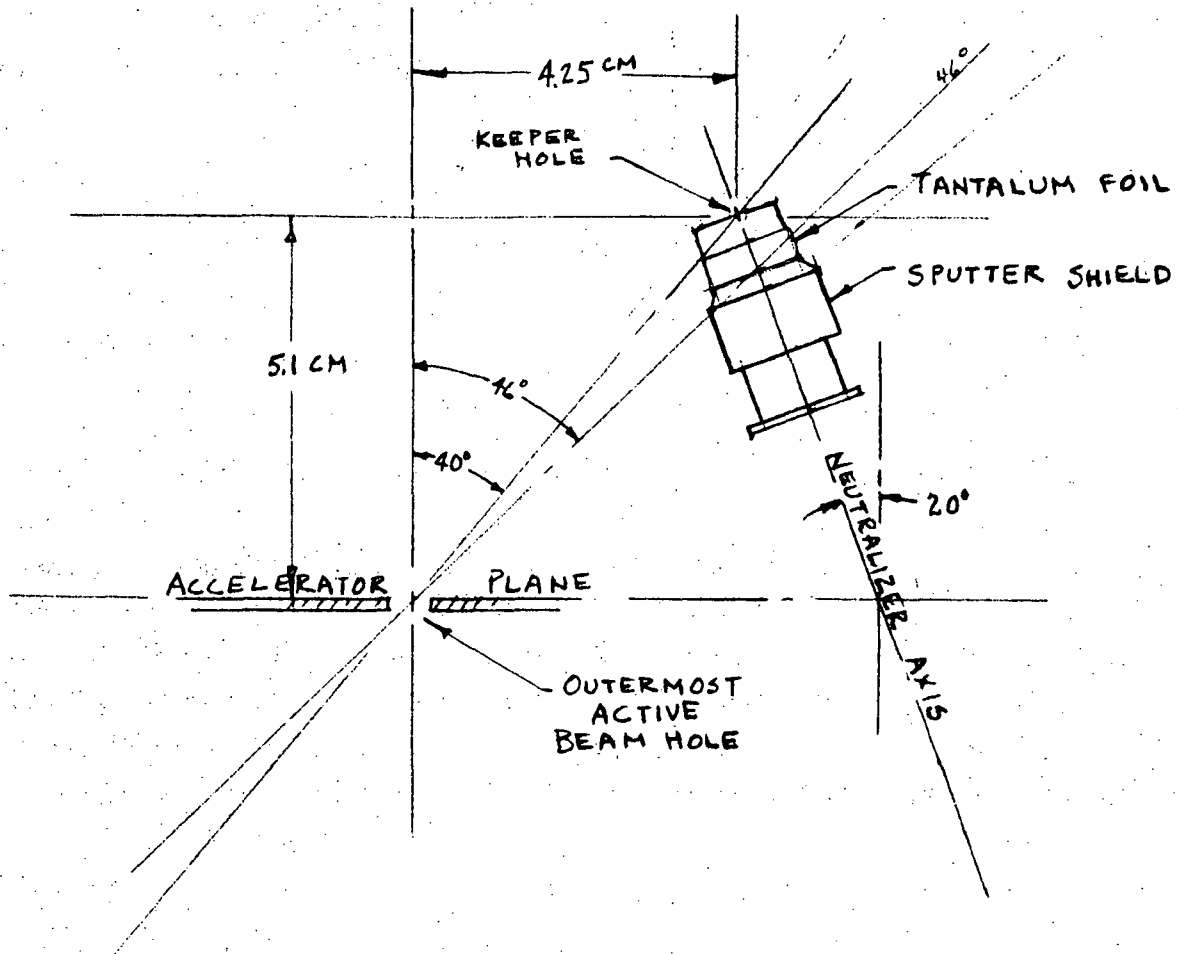 4.25 CM
46°
KEEPER
HOLE
TANTALUM FOIL
SPUTTER SHIELD
5.1 CM
46°
40°
20°
NEUTRALIZER AXIS
ACCELERATOR PLANE
OUTERMOST
ACTIVE
BEAM HOLE